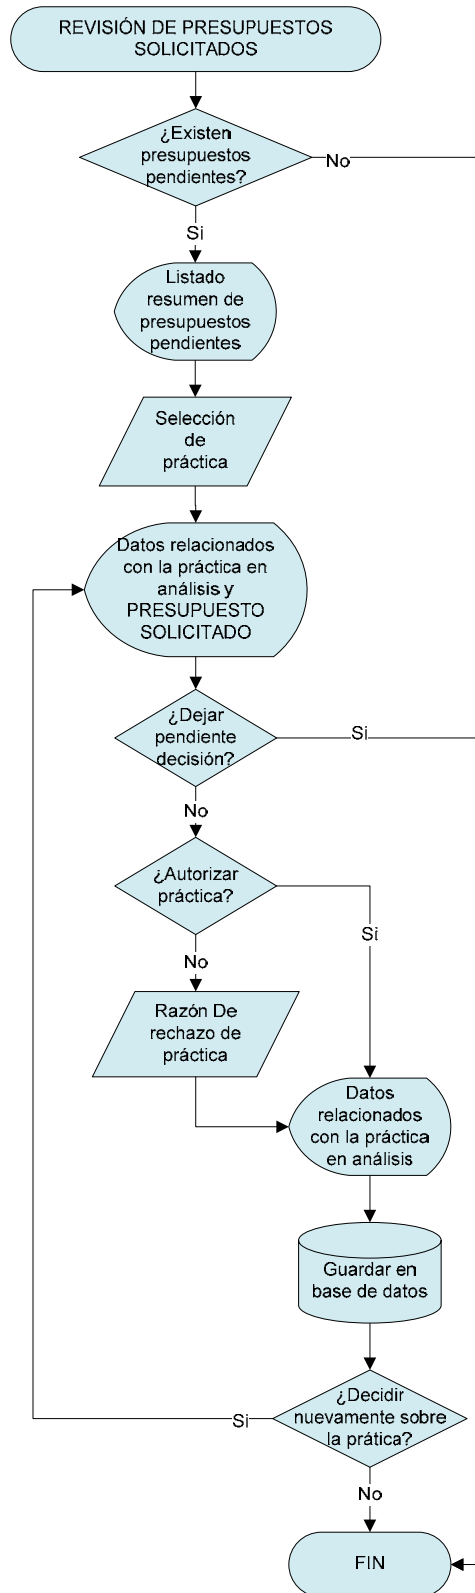 REVISIÓN DE PRESUPUESTOS
SOLICITADOS
¿Existen
presupuestos
pendientes?
No
Si
Listado
resumen de
presupuestos
pendientes
Selección
de
práctica
Datos relacionados
con la práctica en
análisis y
PRESUPUESTO
SOLICITADO
¿Dejar
pendiente
decisión?
Si
No
¿Autorizar
práctica?
Si
No
Razón De
rechazo de
práctica
Datos
relacionados
con la práctica
en análisis
Guardar en
base de datos
¿Decidir
nuevamente sobre
la prática?
Si
No
FIN